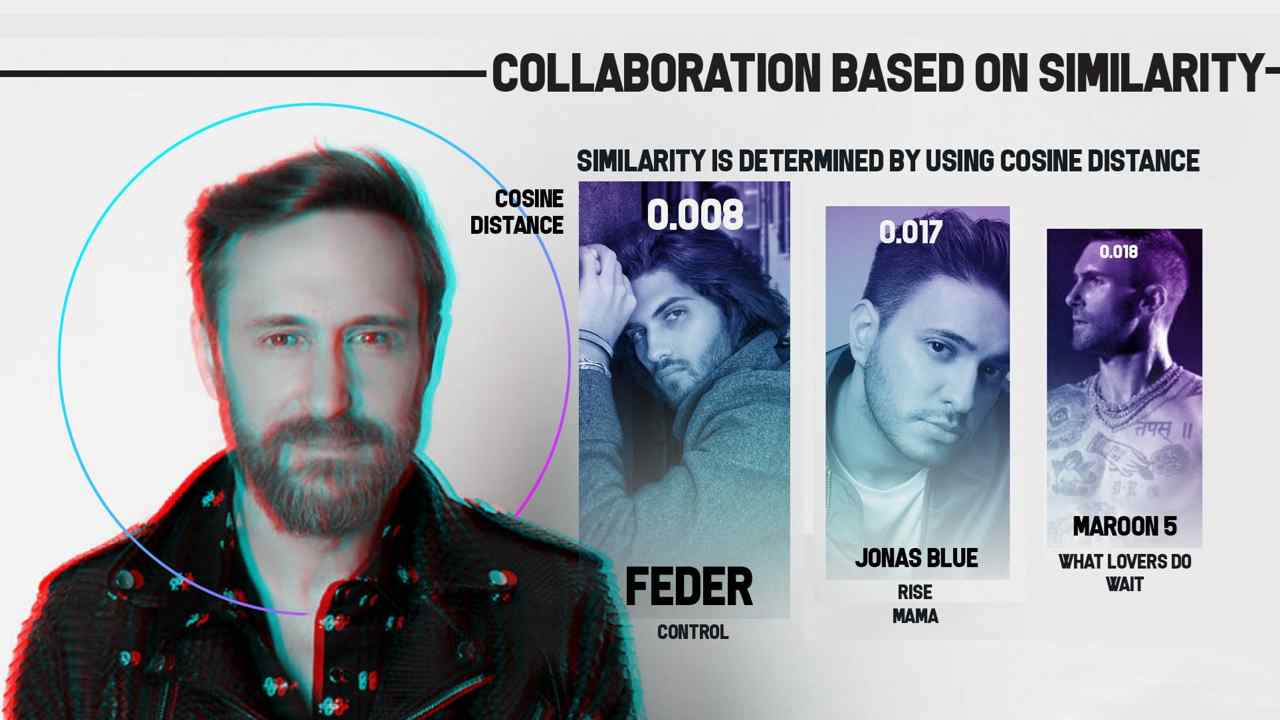 COLLABORATION BASED ON SIMILARITY
SIMILARITY IS DETERMINED BY USING COSINE DISTANCE
COSINE
DISTANCE
0.008
0.017
0.018
तपस् ॥
FEDER
CONTROL
JONAS BLUE
RISE
MAMA
MAROON 5
WHAT LOVERS DO
WAIT